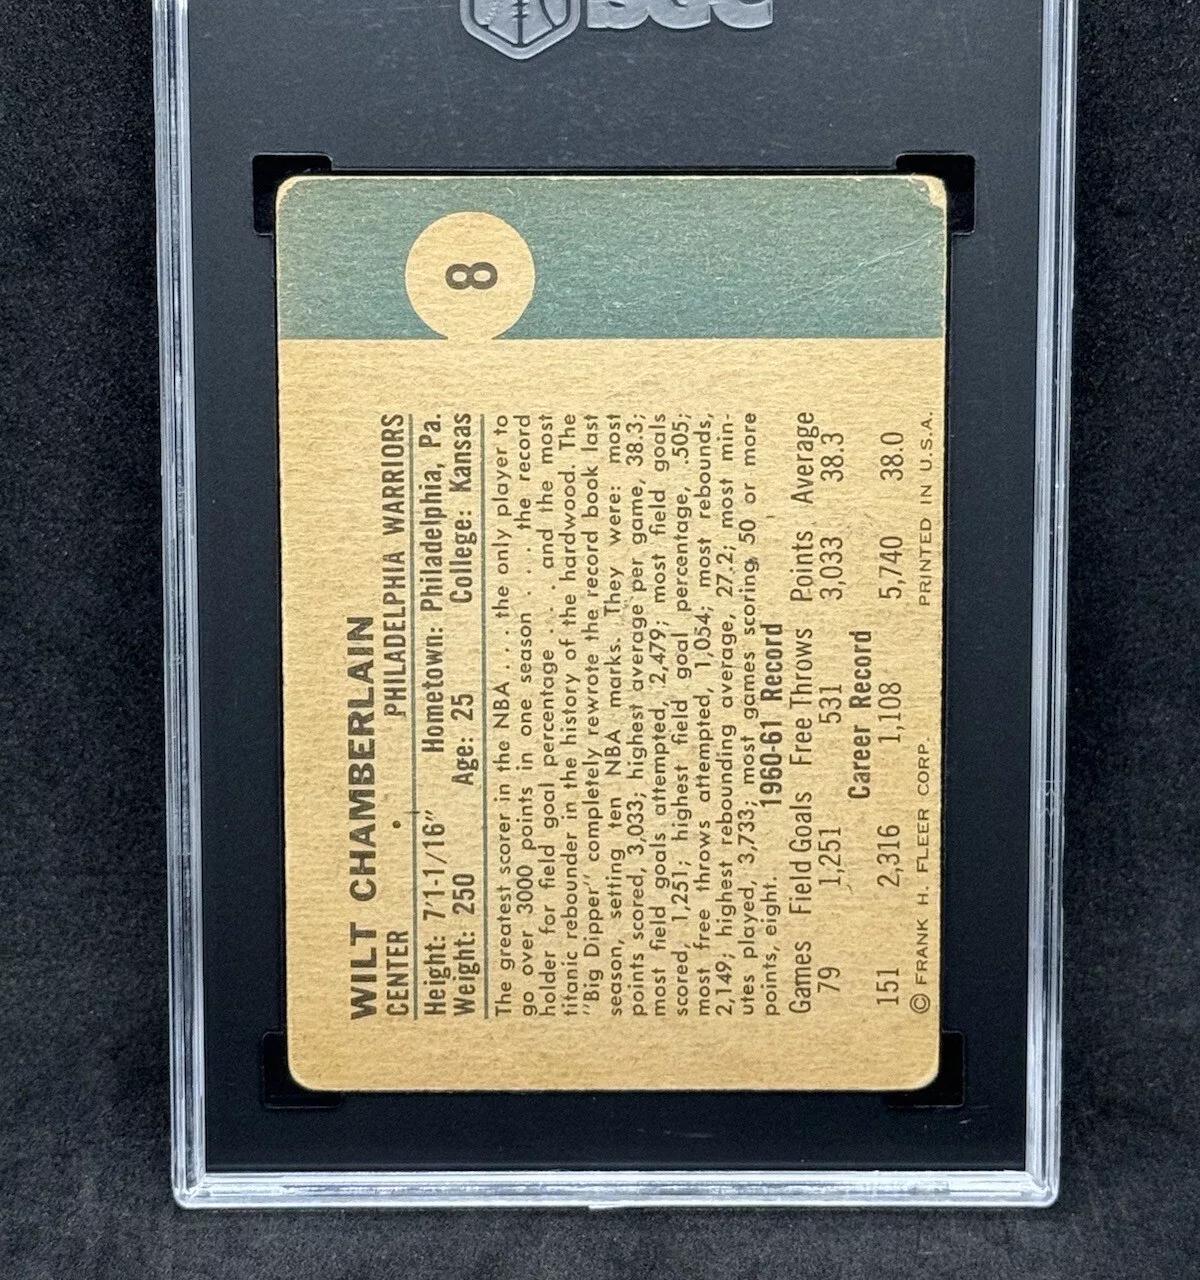 SGC
8
WILT CHAMBERLAIN
CENTER PHILADELPHIA WARRIORS
Height: 7'1-1/16" Hometown: Philadelphia, Pa.
Weight: 250 Age: 25 College: Kansas
The greatest scorer in the NBA . . . the only player to
go over 3000 points in one season . . . the record
holder for field goal percentage . . . and the most
titanic rebounder in the history of the hardwood. The
"Big Dipper" completely rewrote the record book last
season, setting ten NBA marks. They were: most
points scored, 3,033; highest average per game, 38.3;
most field goals attempted, 2,479; most field goals
scored, 1,251; highest field goal percentage, .505;
most free throws attempted, 1,054; most rebounds,
2,149; highest rebounding average, 27.2; most min-
utes played, 3,733; most games scoring 50 or more
points, eight.
1960-61 Record
Games Field Goals Free Throws Points Average
79 1,251 531 3,033 38.3
Career Record
151 2,316 1,108 5,740 38.0
© FRANK H. FLEER CORP. PRINTED IN U.S.A.